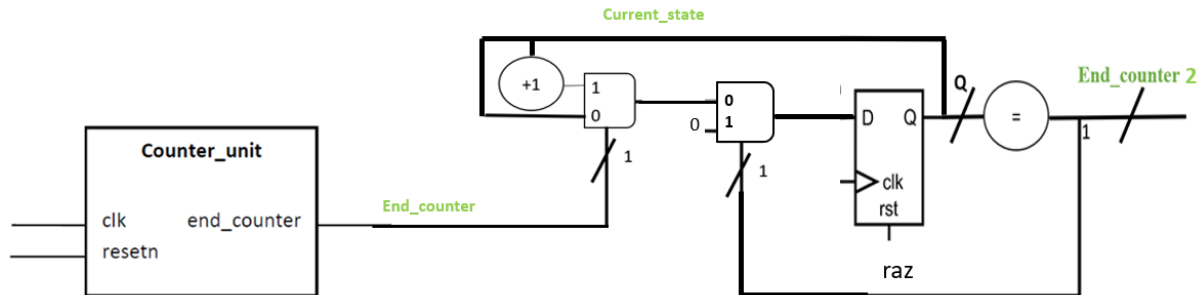 Current_state
+1
1
0
0
1
0
1
1
D
Q
clk
rst
raz
Q
=
End_counter 2
1
Counter_unit
clk
end_counter
resetn
End_counter